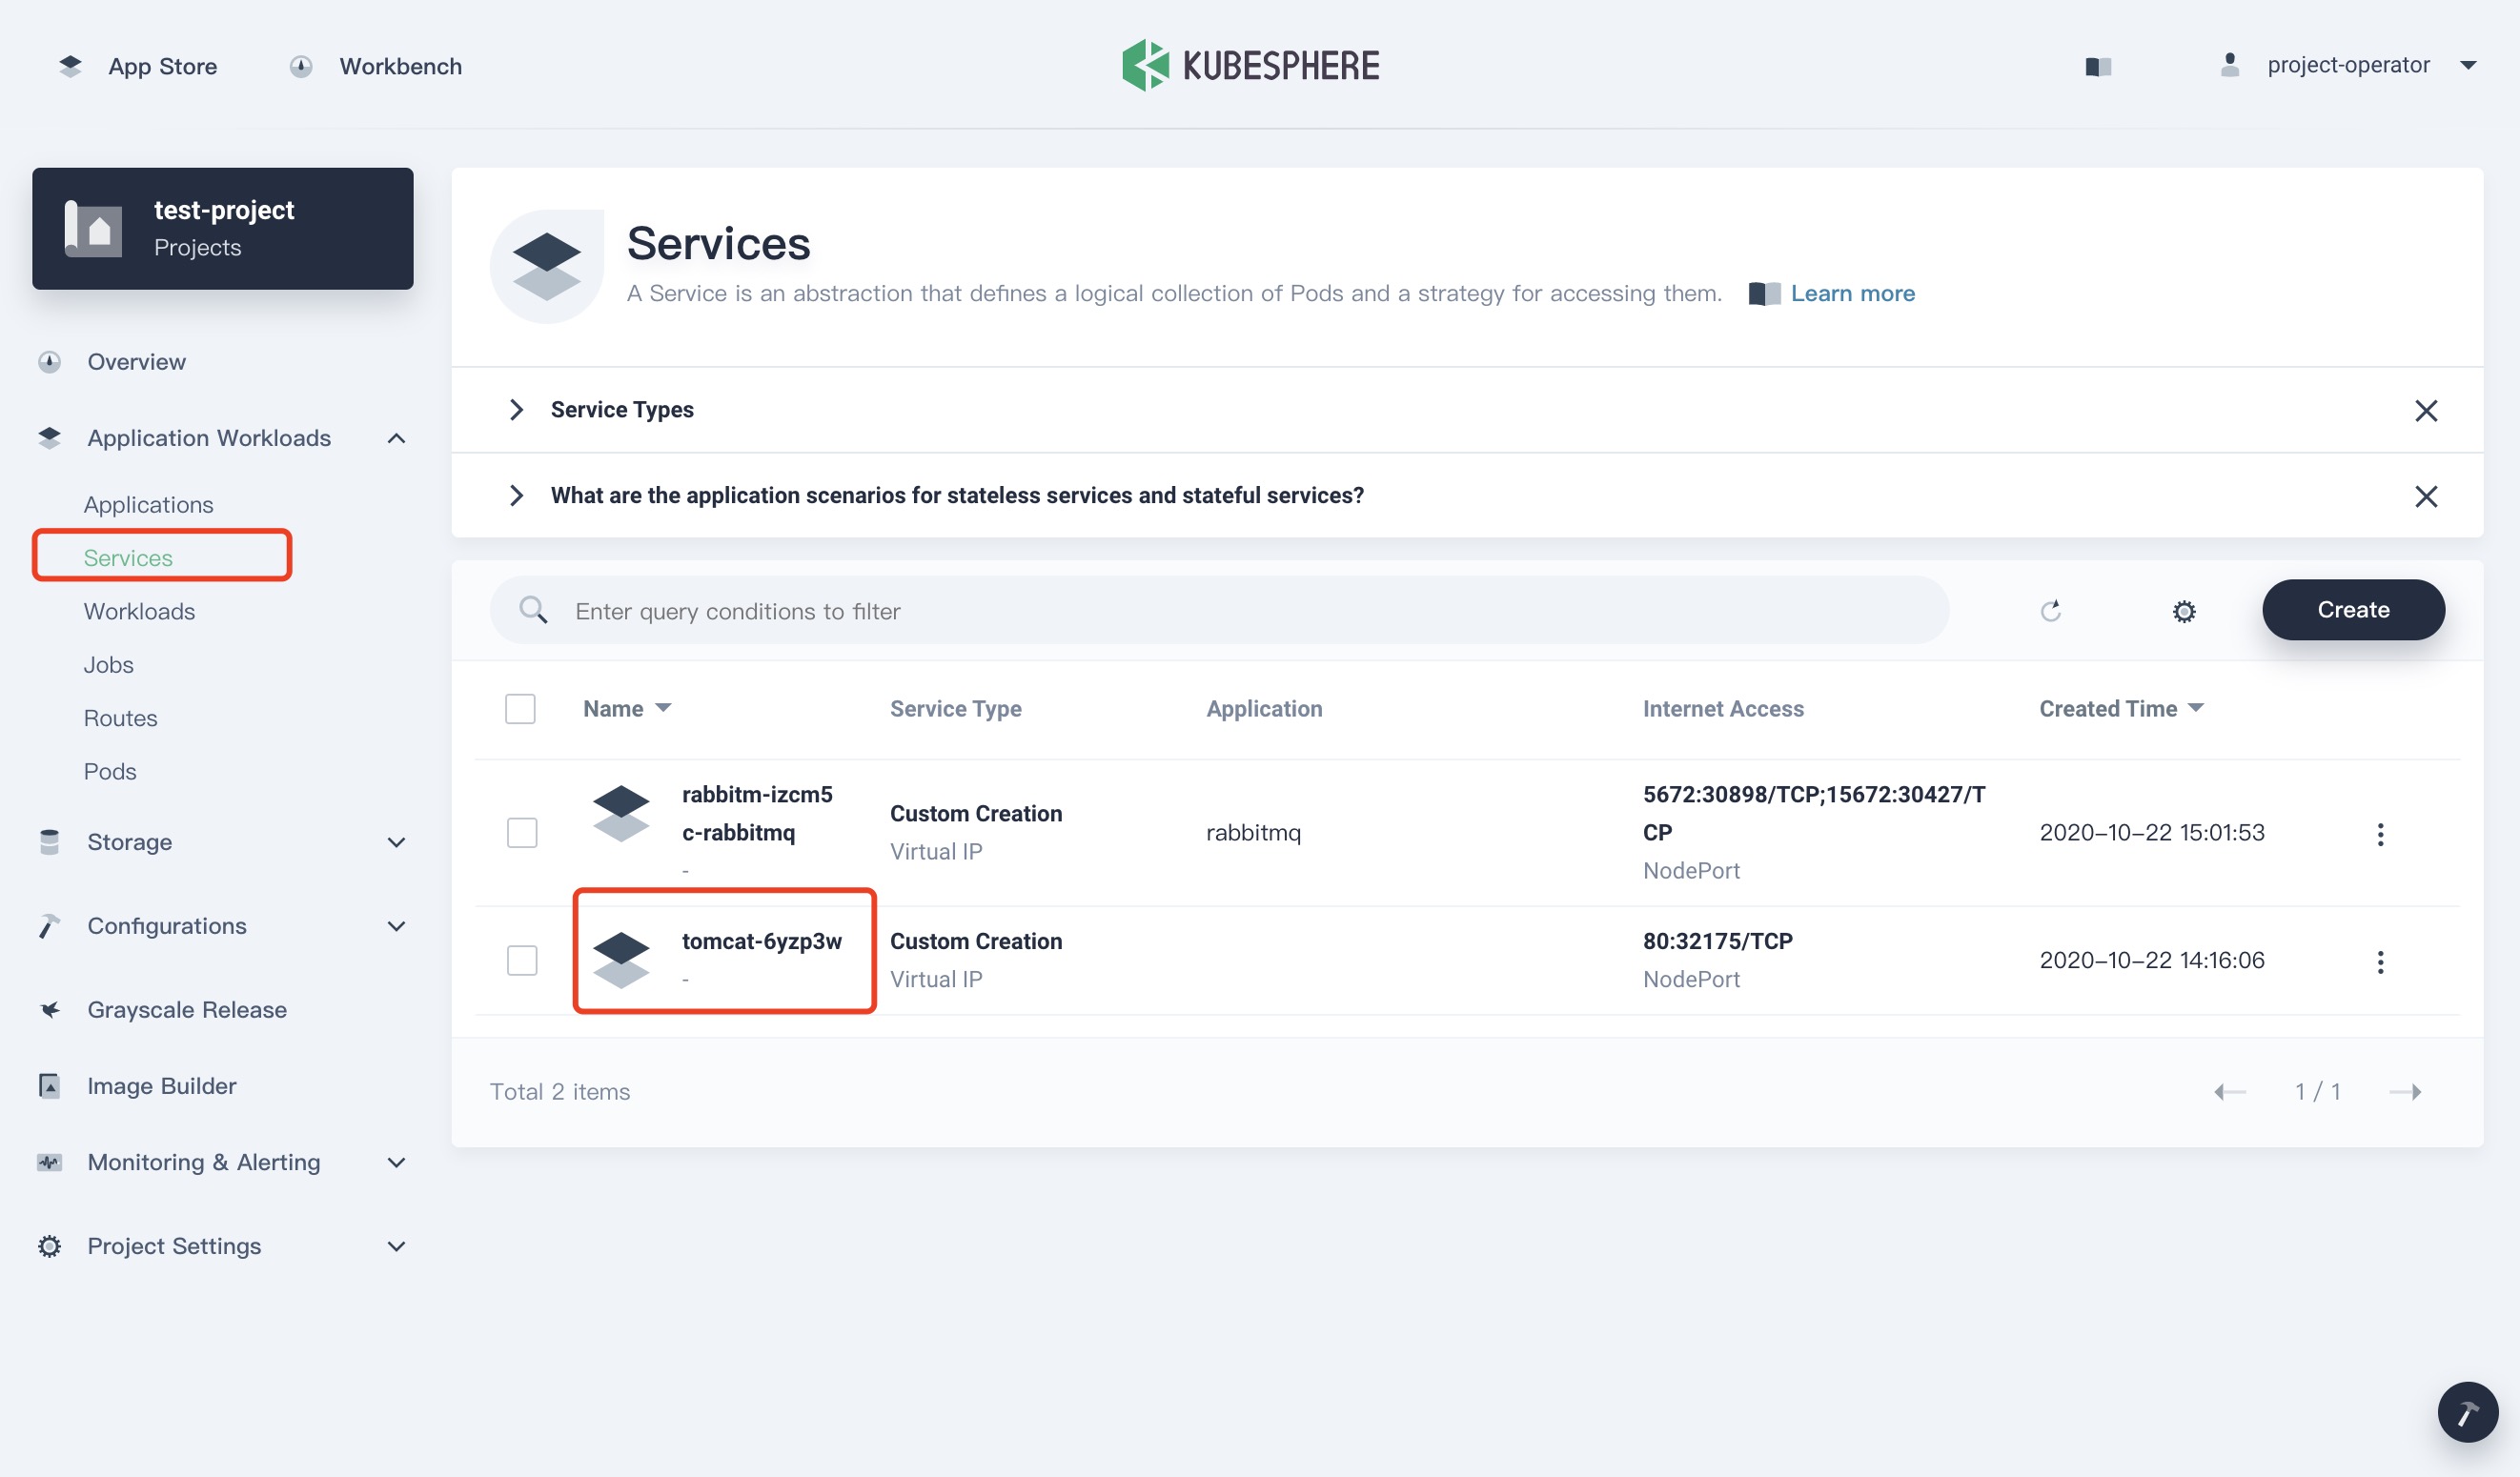 App Store
Workbench
KUBESPHERE
project-operator
test-project
Projects
Overview
Application Workloads
Applications
Services
Workloads
Jobs
Routes
Pods
Storage
Configurations
Grayscale Release
Image Builder
Monitoring & Alerting
Project Settings
Services
A Service is an abstraction that defines a logical collection of Pods and a strategy for accessing them.
Learn more
Service Types
What are the application scenarios for stateless services and stateful services?
Enter query conditions to filter
Create
Name
Service Type
Application
Internet Access
Created Time
rabbitm-izcm5
c-rabbitmq
-
Custom Creation
Virtual IP
rabbitmq
5672:30898/TCP;15672:30427/T
CP
NodePort
2020-10-22 15:01:53
tomcat-6yzp3w
-
Custom Creation
Virtual IP
80:32175/TCP
NodePort
2020-10-22 14:16:06
Total 2 items
1 / 1